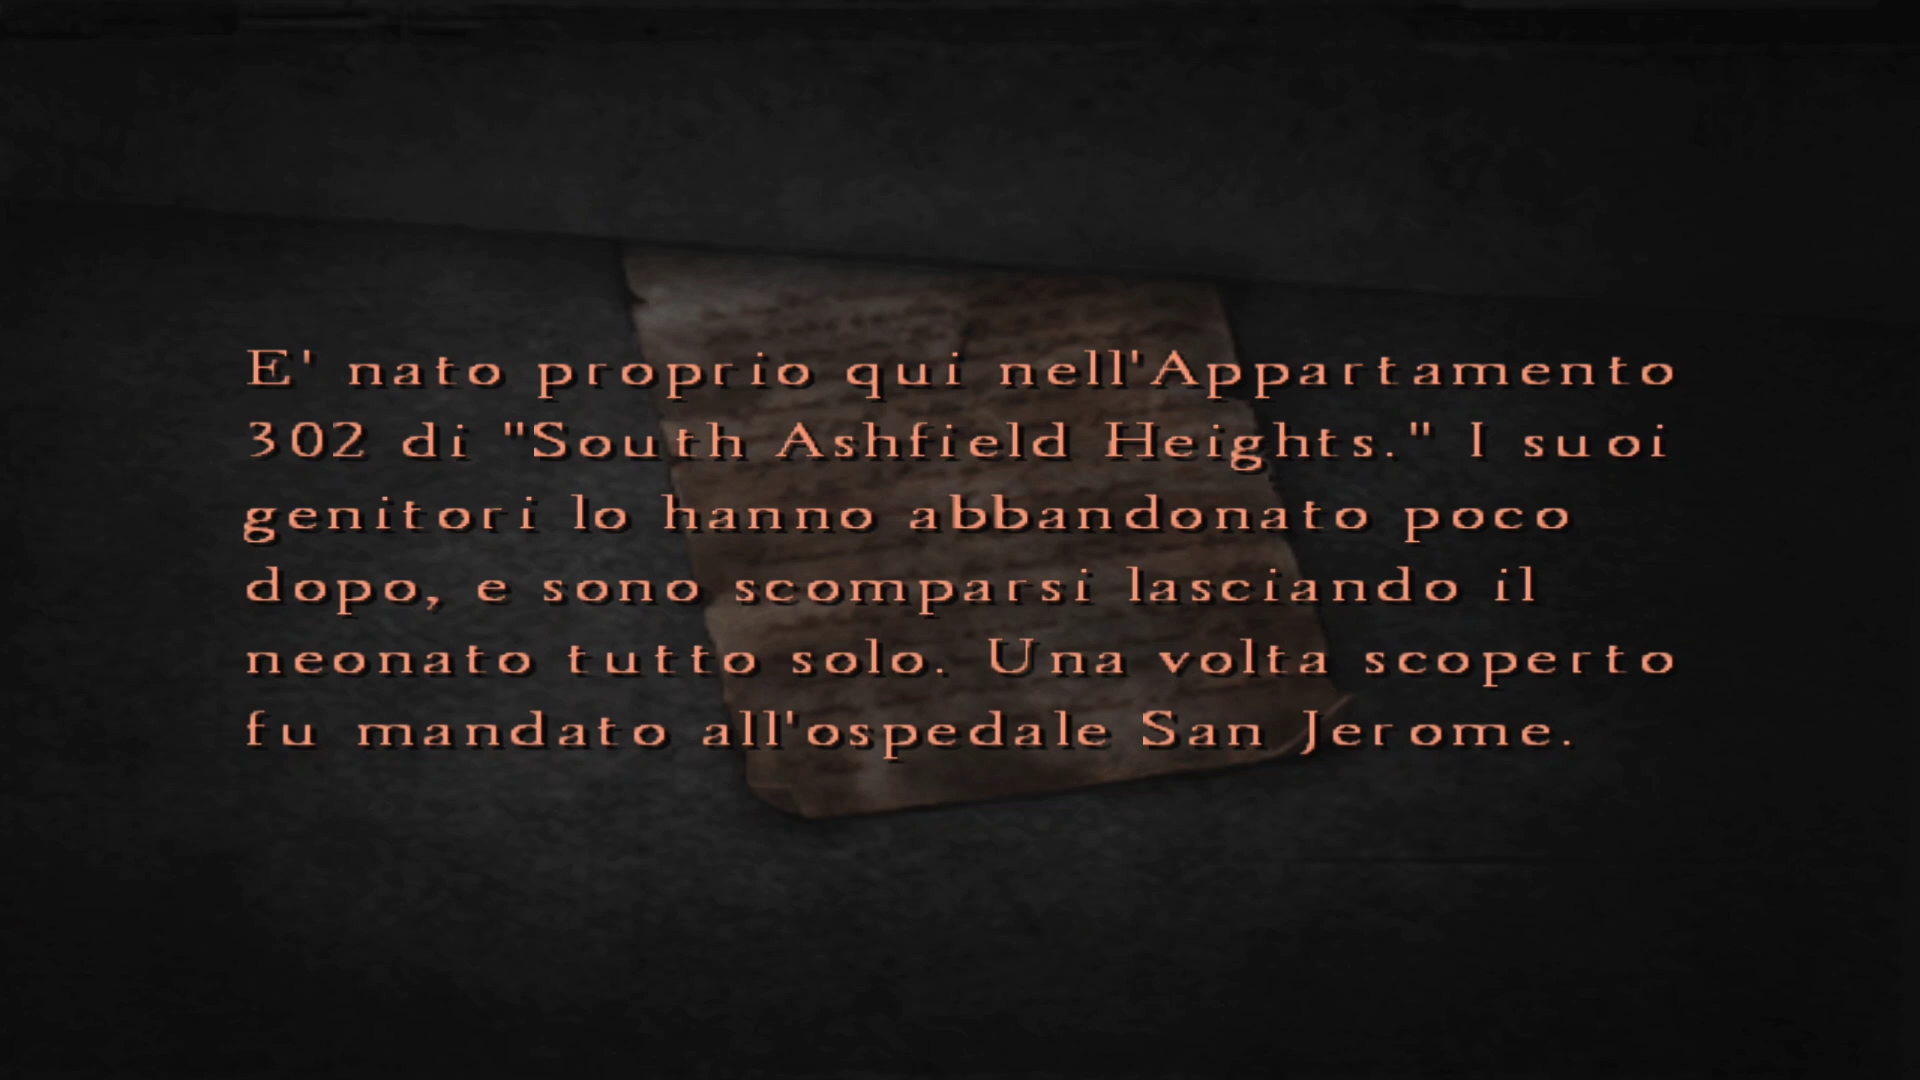 E' nato proprio qui nell'Appartamento
302 di "South Ashfield Heights." I suoi
genitori lo hanno abbandonato poco
dopo, e sono scomparsi lasciando il
neonato tutto solo. Una volta scoperto
fu mandato all'ospedale San Jerome.